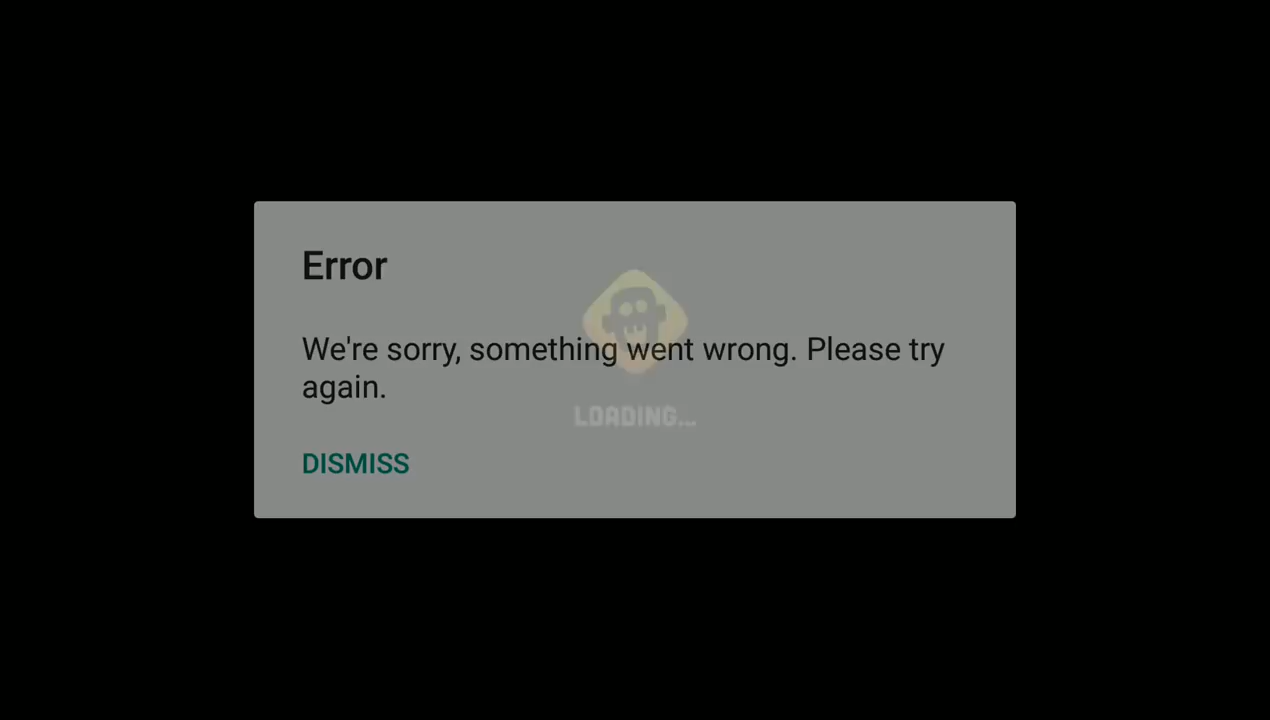 Error
We're sorry, something went wrong. Please try
again.
LOADING...
DISMISS